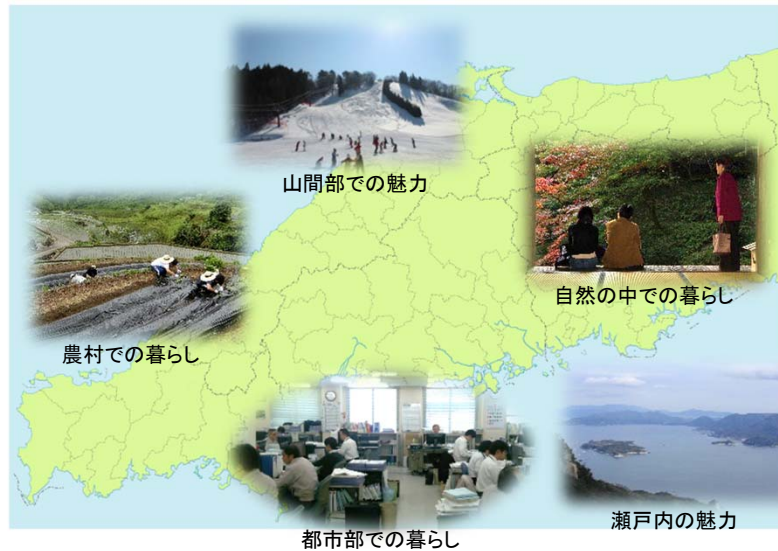 山間部での魅力
自然の中での暮らし
農村での暮らし
瀬戸内の魅力
都市部での暮らし